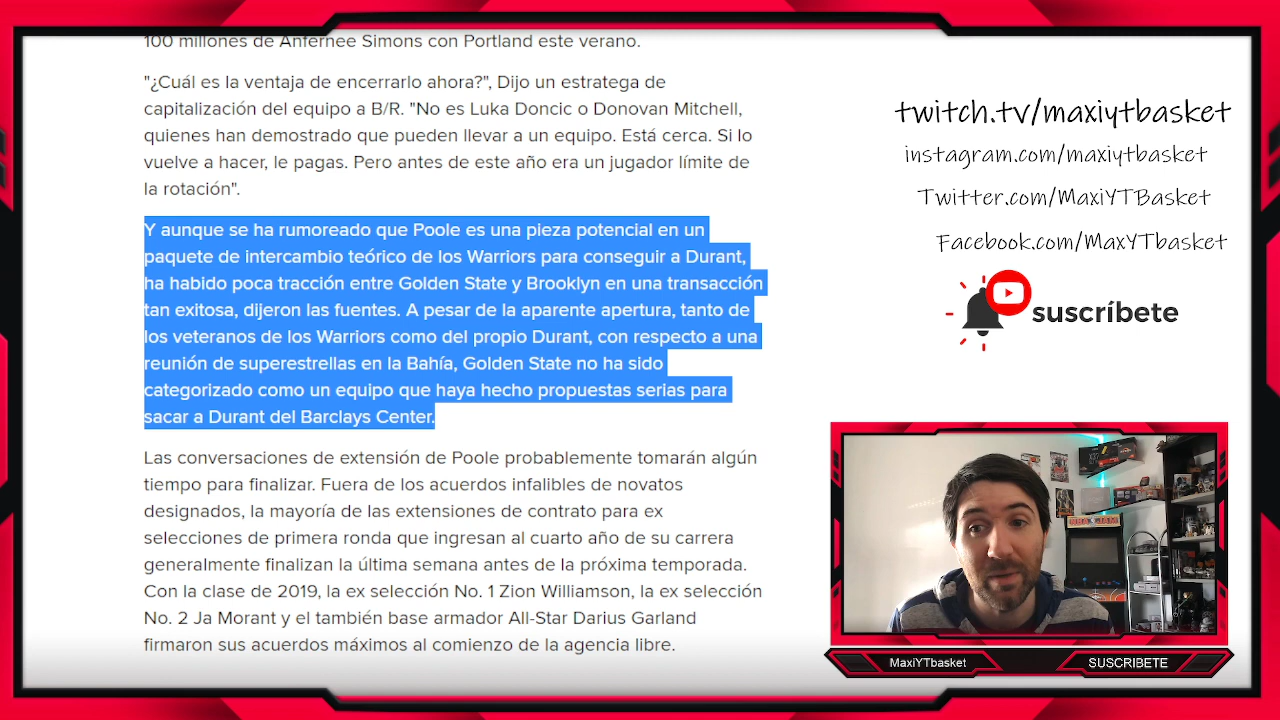 100 millones de Anfernee Simons con Portland este verano.
"¿Cuál es la ventaja de encerrarlo ahora?", Dijo un estratega de
capitalización del equipo a B/R. "No es Luka Doncic o Donovan Mitchell,
quienes han demostrado que pueden llevar a un equipo. Está cerca. Si lo
vuelve a hacer, le pagas. Pero antes de este año era un jugador límite de
la rotación".
Y aunque se ha rumoreado que Poole es una pieza potencial en un
paquete de intercambio teórico de los Warriors para conseguir a Durant,
ha habido poca tracción entre Golden State y Brooklyn en una transacción
tan exitosa, dijeron las fuentes. A pesar de la aparente apertura, tanto de
los veteranos de los Warriors como del propio Durant, con respecto a una
reunión de superestrellas en la Bahía, Golden State no ha sido
categorizado como un equipo que haya hecho propuestas serias para
sacar a Durant del Barclays Center.
Las conversaciones de extensión de Poole probablemente tomarán algún
tiempo para finalizar. Fuera de los acuerdos infalibles de novatos
designados, la mayoría de las extensiones de contrato para ex
selecciones de primera ronda que ingresan al cuarto año de su carrera
generalmente finalizan la última semana antes de la próxima temporada.
Con la clase de 2019, la ex selección No. 1 Zion Williamson, la ex selección
No. 2 Ja Morant y el también base armador All-Star Darius Garland
firmaron sus acuerdos máximos al comienzo de la agencia libre.
twitch.tv/maxiytbasket
instagram.com/maxiytbasket
Twitter.com/MaxiYTBasket
Facebook.com/MaxYTbasket
suscríbete
NBA JAM
MaxiYTbasket
SUSCRIBETE